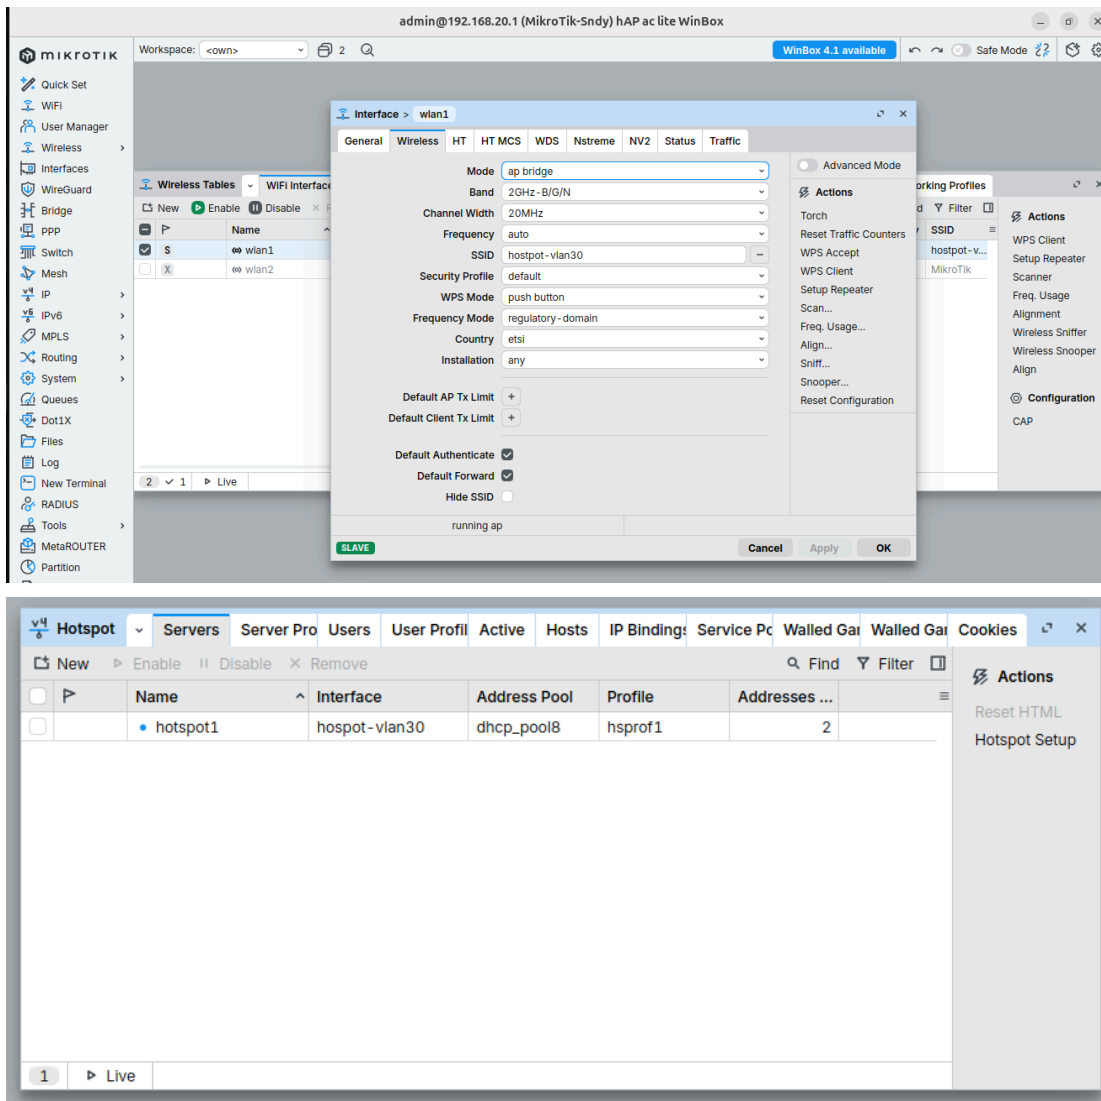 admin@192.168.20.1 (MikroTik-Sndy) hAP ac lite WinBox
MikroTik
Workspace: <own> 2 WinBox 4.1 available Safe Mode
Quick Set
WiFi
User Manager
Wireless
Interfaces
WireGuard
Bridge
PPP
Switch
Mesh
IP
IPv6
MPLS
Routing
System
Queues
Dot1X
Files
Log
New Terminal
RADIUS
Tools
MetaROUTER
Partition
Wireless Tables WiFi Interface
New Enable Disable
Name
S wlan1
X wlan2
2 1 Live
Interface > wlan1
General Wireless HT HT MCS WDS Nstreme NV2 Status Traffic
Mode ap bridge
Band 2GHz-B/G/N
Channel Width 20MHz
Frequency auto
SSID hostpot-vlan30
Security Profile default
WPS Mode push button
Frequency Mode regulatory-domain
Country etsi
Installation any
Default AP Tx Limit
Default Client Tx Limit
Default Authenticate
Default Forward
Hide SSID
running ap
SLAVE Cancel Apply OK
Advanced Mode
Actions
Torch
Reset Traffic Counters
WPS Accept
WPS Client
Setup Repeater
Scan...
Freq. Usage...
Align...
Sniff...
Snooper...
Reset Configuration
orking Profiles
d Filter
SSID
hostpot-v...
MikroTik
Actions
WPS Client
Setup Repeater
Scanner
Freq. Usage
Alignment
Wireless Sniffer
Wireless Snooper
Align
Configuration
CAP
Hotspot Servers Server Pro Users User Profil Active Hosts IP Bindings Service Po Walled Gar Walled Gar Cookies
New Enable Disable Remove Find Filter
Name Interface Address Pool Profile Addresses ...
hotspot1 hospot-vlan30 dhcp_pool8 hsprof1 2
Actions
Reset HTML
Hotspot Setup
1 Live